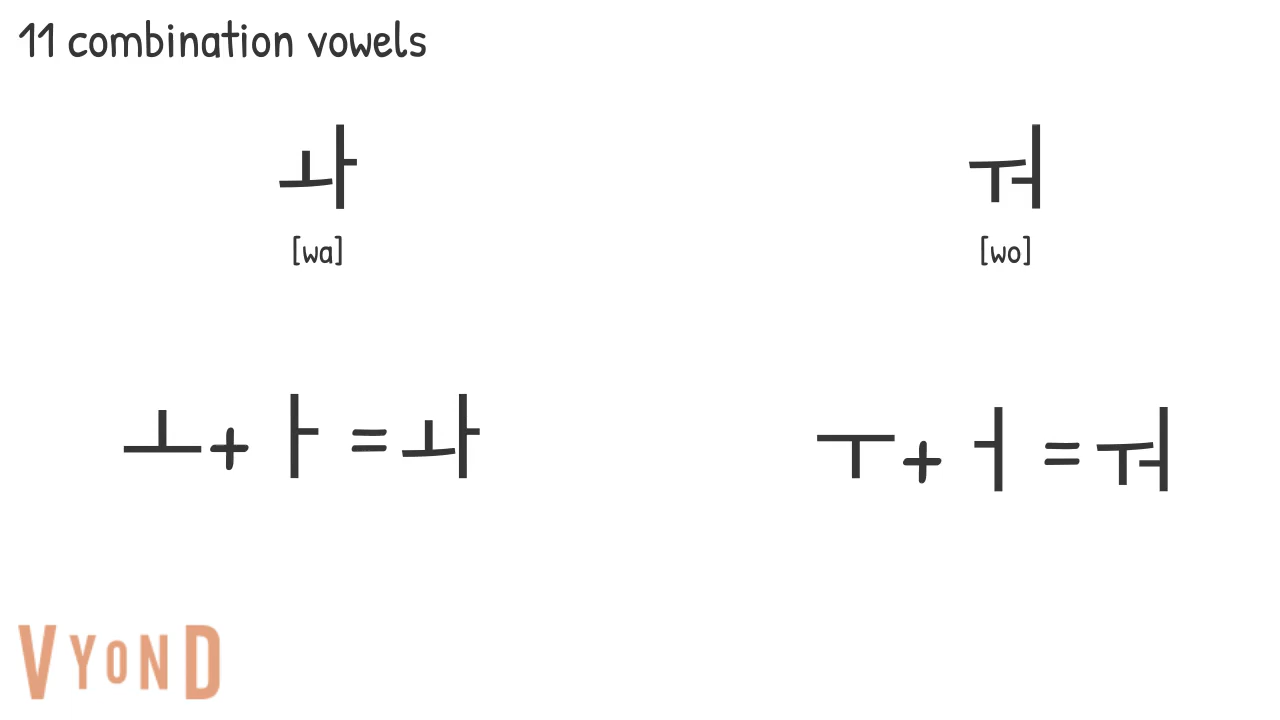 11 combination vowels
ㅘ ㅝ
[wa] [wo]
ㅗ + ㅏ = ㅘ ㅜ + ㅓ = ㅝ
VYOND